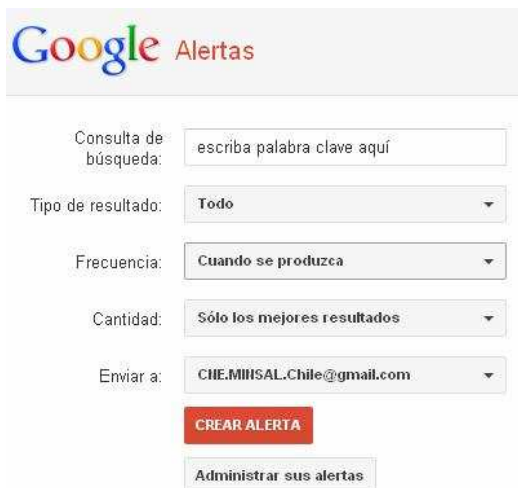 Google Alertas
Consulta de búsqueda:
escriba palabra clave aquí
Tipo de resultado:
Todo
Frecuencia:
Cuando se produzca
Cantidad:
Sólo los mejores resultados
Enviar a:
CNE.MINSAL.Chile@gmail.com
CREAR ALERTA
Administrar sus alertas